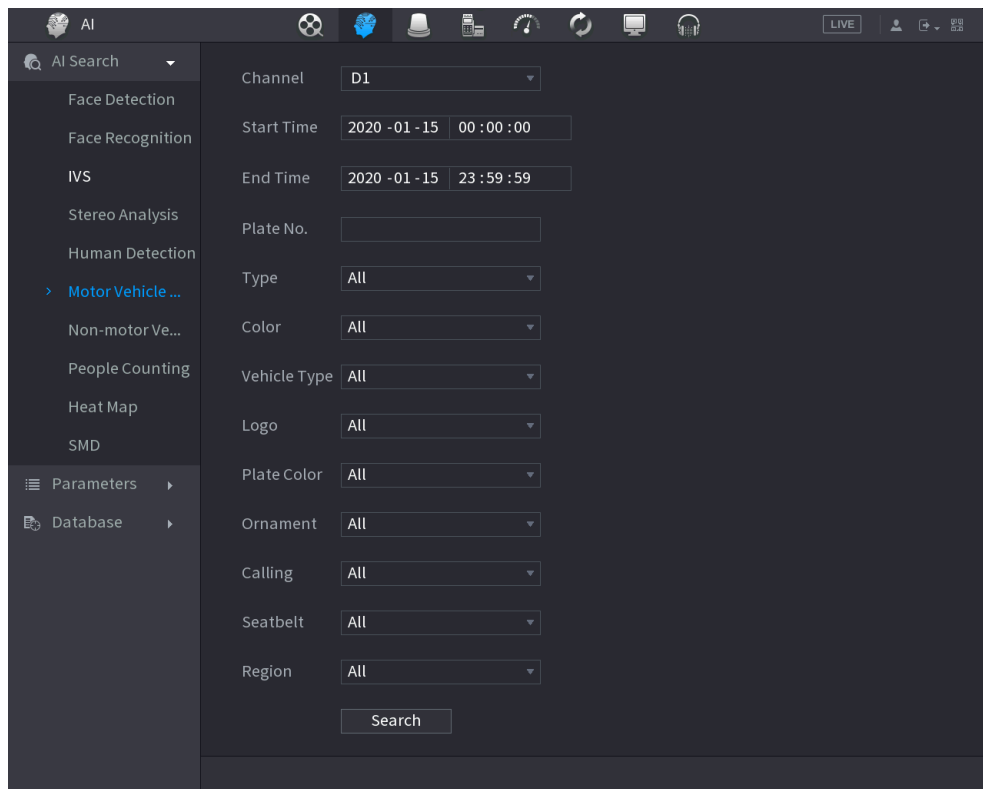 AI
LIVE
AI Search
Face Detection
Face Recognition
IVS
Stereo Analysis
Human Detection
Motor Vehicle ...
Non-motor Ve...
People Counting
Heat Map
SMD
Parameters
Database
Channel D1
Start Time 2020 -01 -15 00 :00 :00
End Time 2020 -01 -15 23 :59 :59
Plate No.
Type All
Color All
Vehicle Type All
Logo All
Plate Color All
Ornament All
Calling All
Seatbelt All
Region All
Search